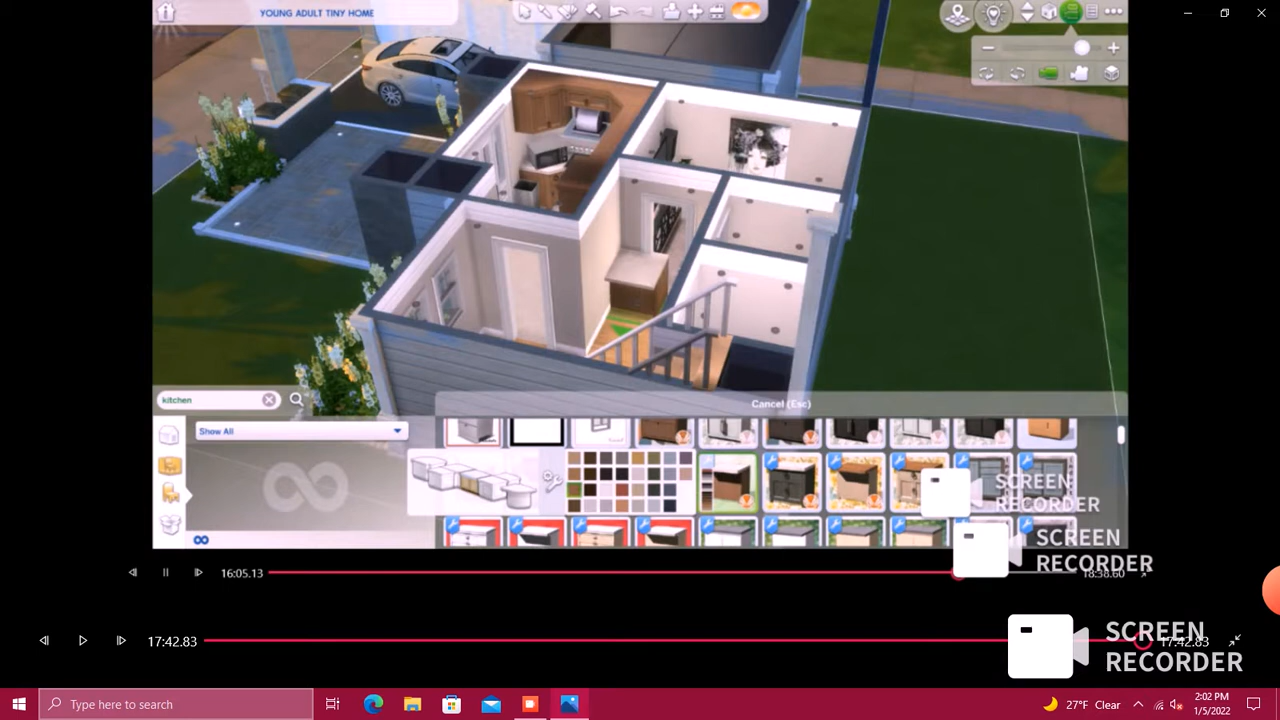 YOUNG ADULT TINY HOME
kitchen
Cancel (Esc)
Show All
SCREEN
RECORDER
SCREEN
RECORDER
16:05.13
18:38.60
17:42.83
17:42.83
SCREEN
RECORDER
Type here to search
27°F Clear
2:02 PM
1/5/2022